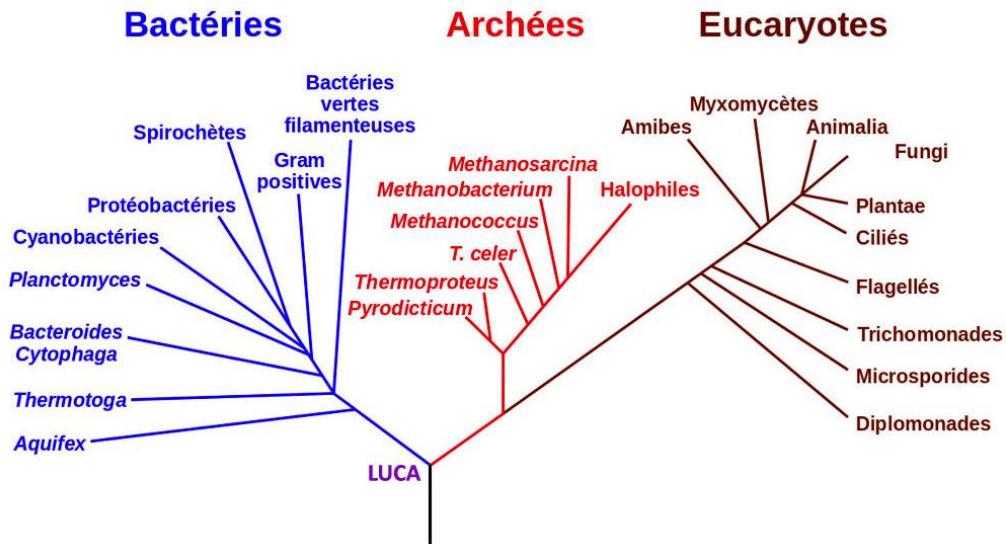 Bactéries
Archées
Eucaryotes
Bactéries
vertes
filamenteuses
Spirochètes
Gram
positives
Protéobactéries
Cyanobactéries
Planctomyces
Bacteroides
Cytophaga
Thermotoga
Aquifex
Methanosarcina
Methanobacterium
Halophiles
Methanococcus
T. celer
Thermoproteus
Pyrodicticum
Myxomycètes
Amibes
Animalia
Fungi
Plantae
Ciliés
Flagellés
Trichomonades
Microsporides
Diplomonades
LUCA